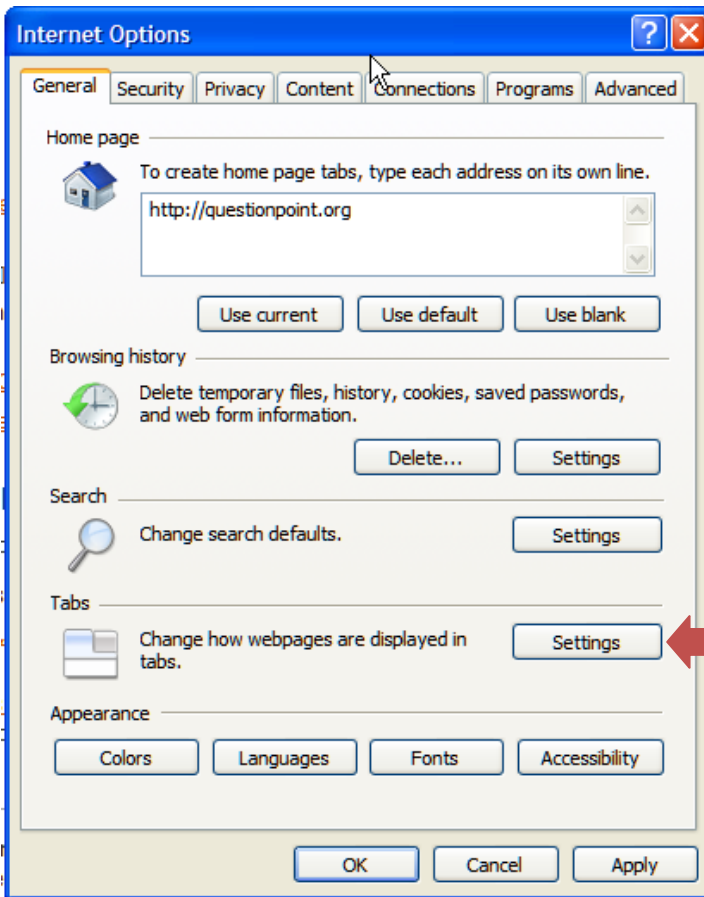 Internet Options
General Security Privacy Content Connections Programs Advanced
Home page
To create home page tabs, type each address on its own line.
http://questionpoint.org
Use current Use default Use blank
Browsing history
Delete temporary files, history, cookies, saved passwords,
and web form information.
Delete... Settings
Search
Change search defaults. Settings
Tabs
Change how webpages are displayed in
tabs.
Settings
Appearance
Colors Languages Fonts Accessibility
OK Cancel Apply